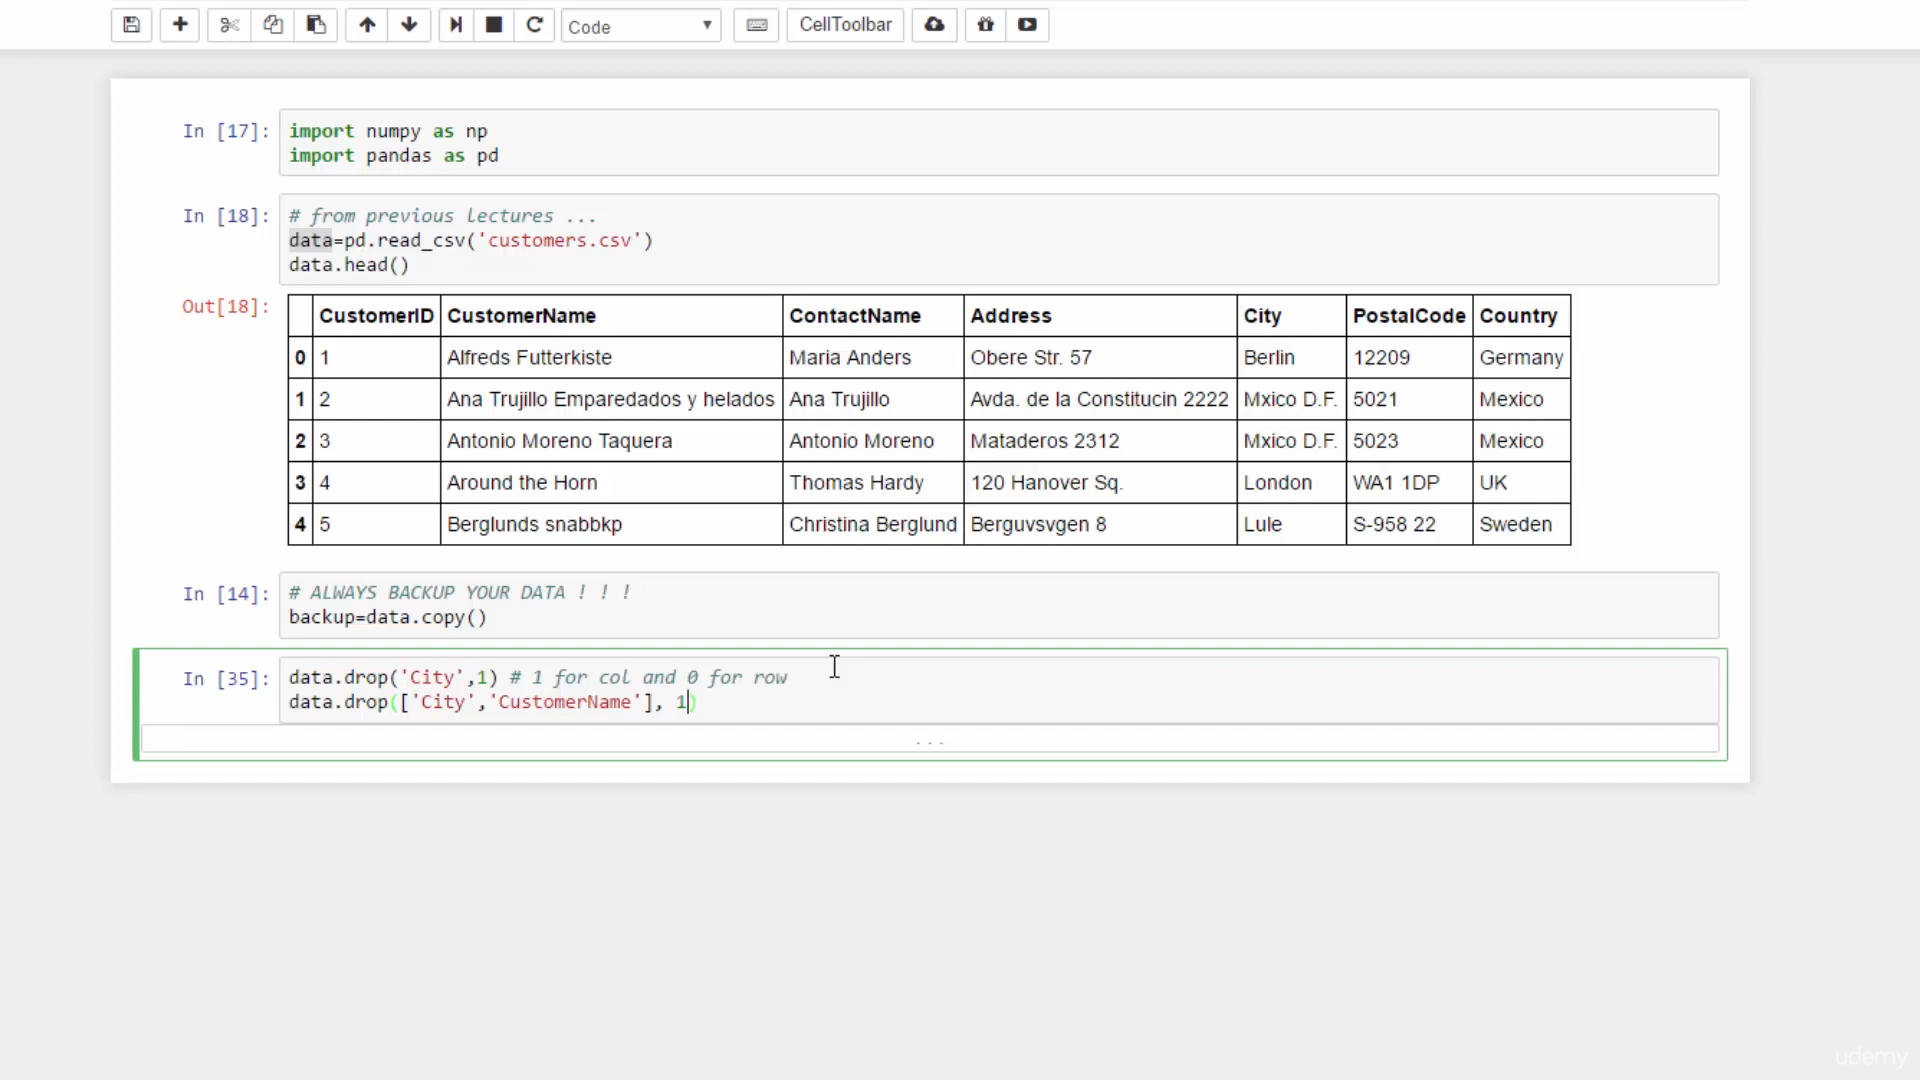 Code
CellToolbar
In [17]:
import numpy as np
import pandas as pd
In [18]:
# from previous lectures ...
data=pd.read_csv('customers.csv')
data.head()
Out[18]:
CustomerID CustomerName ContactName Address City PostalCode Country
0 1 Alfreds Futterkiste Maria Anders Obere Str. 57 Berlin 12209 Germany
1 2 Ana Trujillo Emparedados y helados Ana Trujillo Avda. de la Constitucin 2222 Mxico D.F. 5021 Mexico
2 3 Antonio Moreno Taquera Antonio Moreno Mataderos 2312 Mxico D.F. 5023 Mexico
3 4 Around the Horn Thomas Hardy 120 Hanover Sq. London WA1 1DP UK
4 5 Berglunds snabbkp Christina Berglund Berguvsvgen 8 Lule S-958 22 Sweden
In [14]:
# ALWAYS BACKUP YOUR DATA ! ! !
backup=data.copy()
In [35]:
data.drop('City',1) # 1 for col and 0 for row
data.drop(['City','CustomerName'], 1)
...
udemy